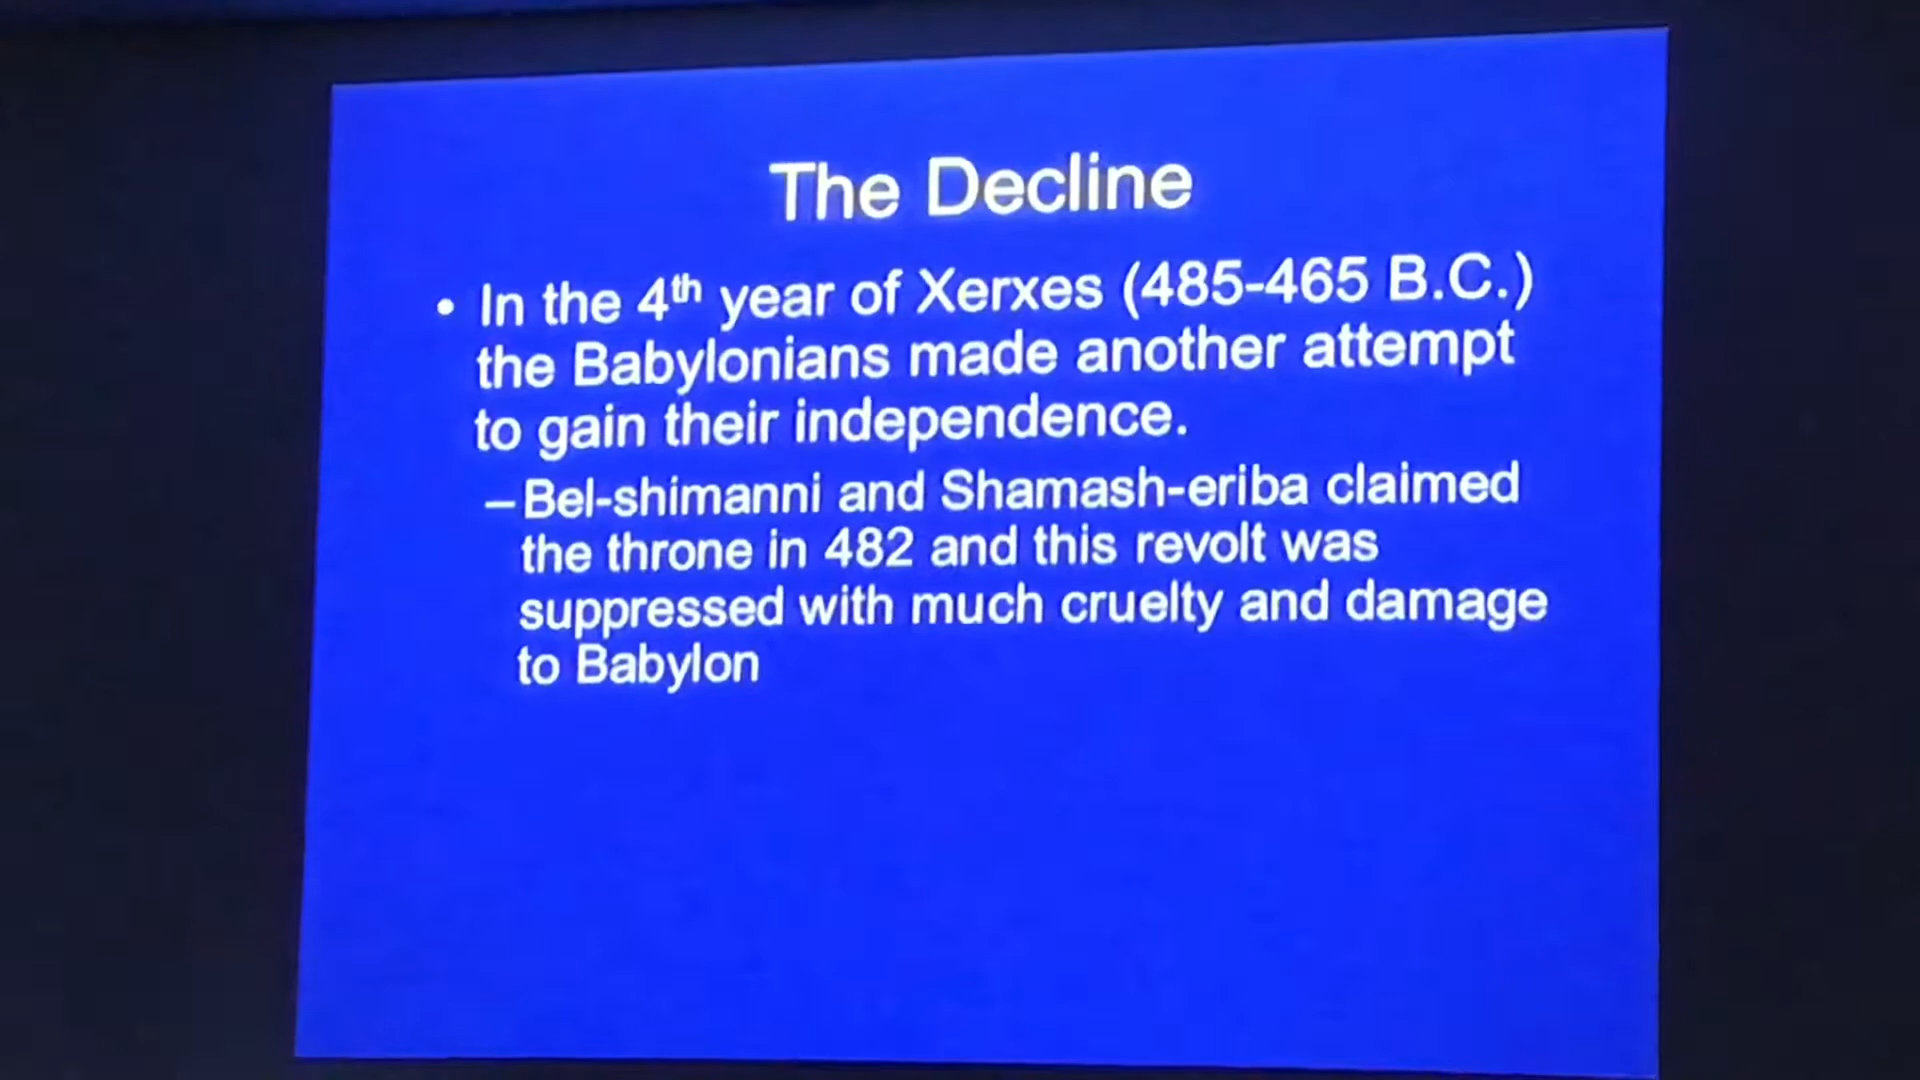 The Decline
• In the 4th year of Xerxes (485-465 B.C.)
the Babylonians made another attempt
to gain their independence.
– Bel-shimanni and Shamash-eriba claimed
the throne in 482 and this revolt was
suppressed with much cruelty and damage
to Babylon